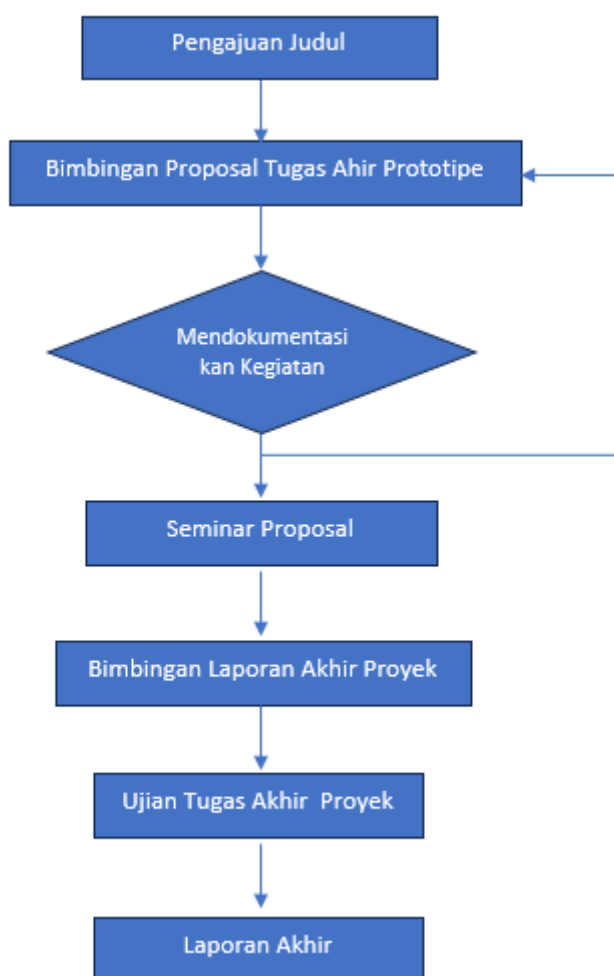 Pengajuan Judul
Bimbingan Proposal Tugas Ahir Prototipe
Mendokumentasi
kan Kegiatan
Seminar Proposal
Bimbingan Laporan Akhir Proyek
Ujian Tugas Akhir  Proyek
Laporan Akhir